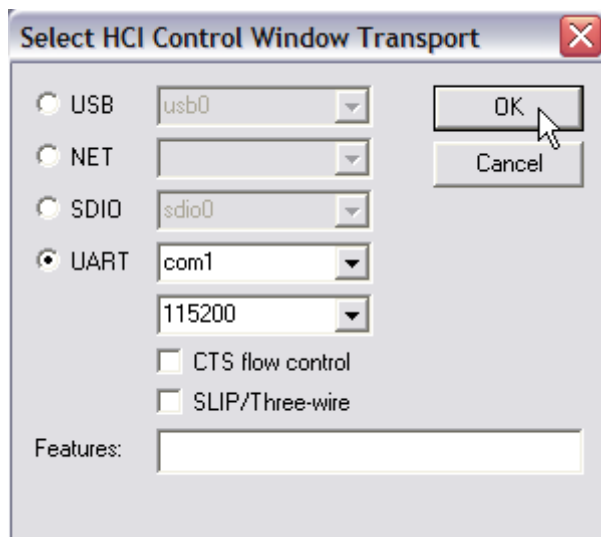 Select HCI Control Window Transport
USB usb0 OK
NET Cancel
SDIO sdio0
UART com1
115200
CTS flow control
SLIP/Three-wire
Features: